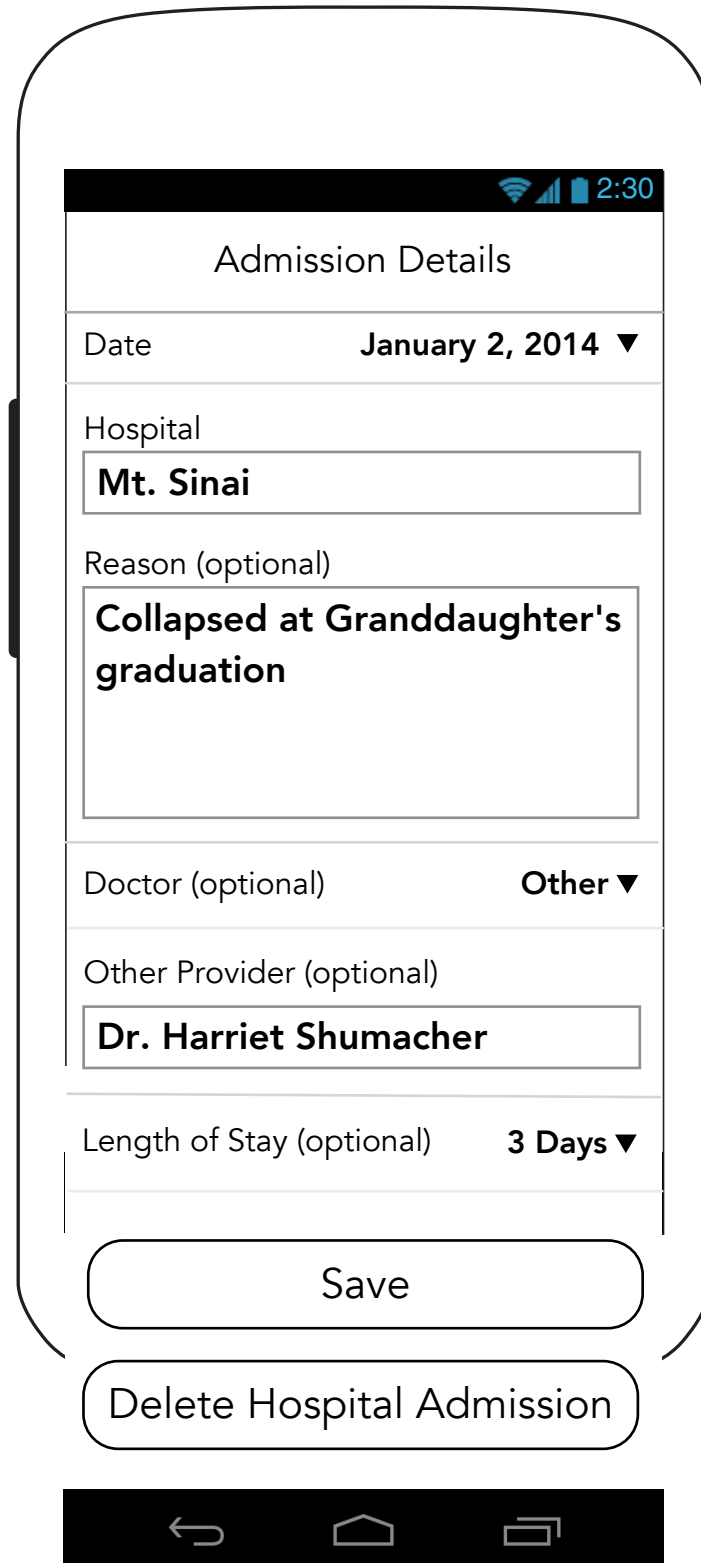 2:30
Admission Details
Date January 2, 2014
Hospital
Mt. Sinai
Reason (optional)
Collapsed at Granddaughter's
graduation
Doctor (optional) Other
Other Provider (optional)
Dr. Harriet Shumacher
Length of Stay (optional) 3 Days
Save
Delete Hospital Admission